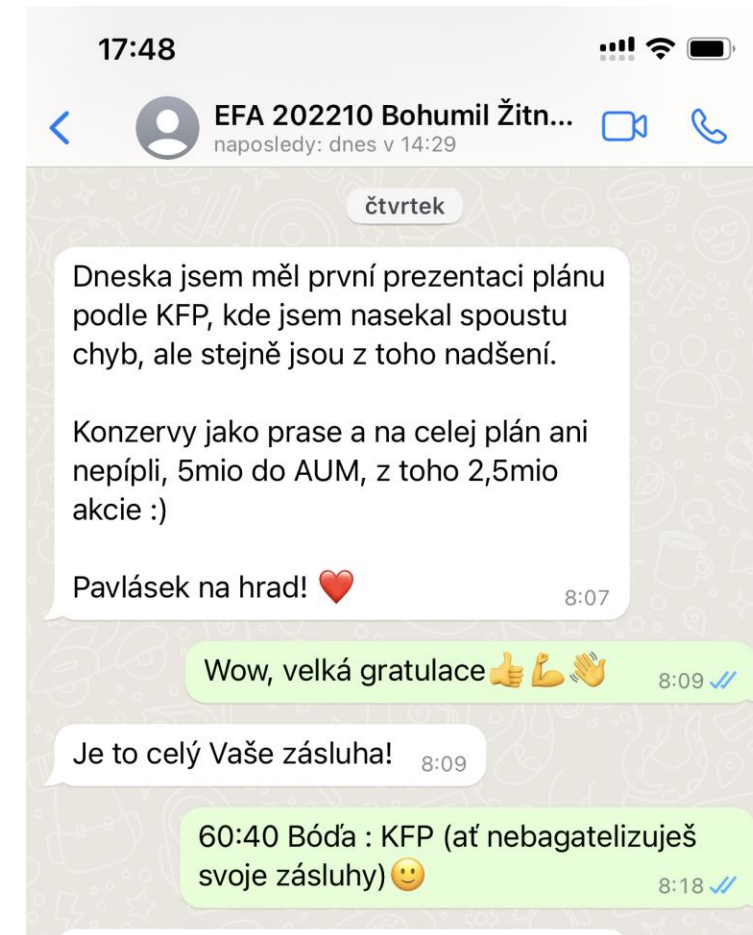 17:48
EFA 202210 Bohumil Žitn...
naposledy: dnes v 14:29
čtvrtek
Dneska jsem měl první prezentaci plánu
podle KFP, kde jsem nasekal spoustu
chyb, ale stejně jsou z toho nadšení.
Konzervy jako prase a na celej plán ani
nepípli, 5mio do AUM, z toho 2,5mio
akcie :)
Pavlásek na hrad! ❤️
8:07
Wow, velká gratulace👍💪👋
8:09
Je to celý Vaše zásluha!
8:09
60:40 Bóďa : KFP (ať nebagatelizuješ
svoje zásluhy)🙂
8:18